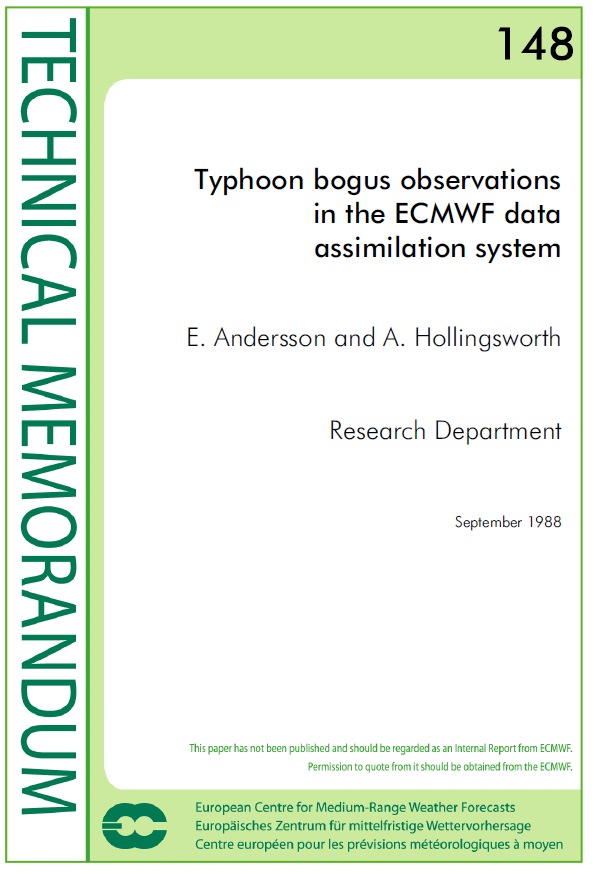 TECHNICAL MEMORANDUM
148
Typhoon bogus observations
in the ECMWF data
assimilation system
E. Andersson and A. Hollingsworth
Research Department
September 1988
This paper has not been published and should be regarded as an Internal Report from ECMWF.
Permission to quote from it should be obtained from the ECMWF.
European Centre for Medium-Range Weather Forecasts
Europäisches Zentrum für mittelfristige Wettervorhersage
Centre européen pour les prévisions météorologiques à moyen